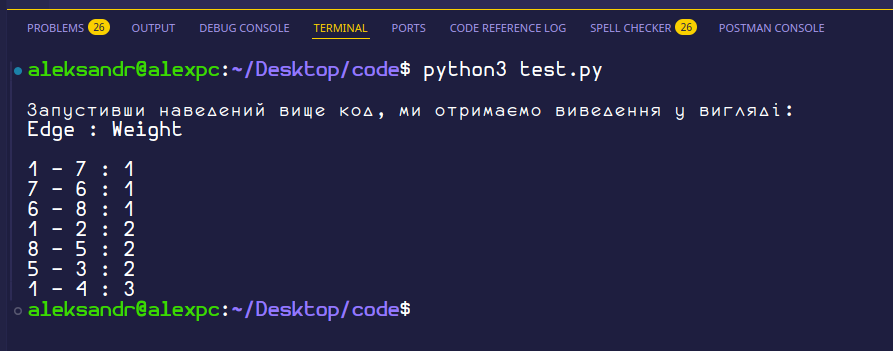 PROBLEMS 26 OUTPUT DEBUG CONSOLE TERMINAL PORTS CODE REFERENCE LOG SPELL CHECKER 26 POSTMAN CONSOLE
aleksandr@alexpc:~/Desktop/code$ python3 test.py
Запустивши наведений вище код, ми отримаємо виведення у вигляді:
Edge : Weight
1 - 7 : 1
7 - 6 : 1
6 - 8 : 1
1 - 2 : 2
8 - 5 : 2
5 - 3 : 2
1 - 4 : 3
aleksandr@alexpc:~/Desktop/code$